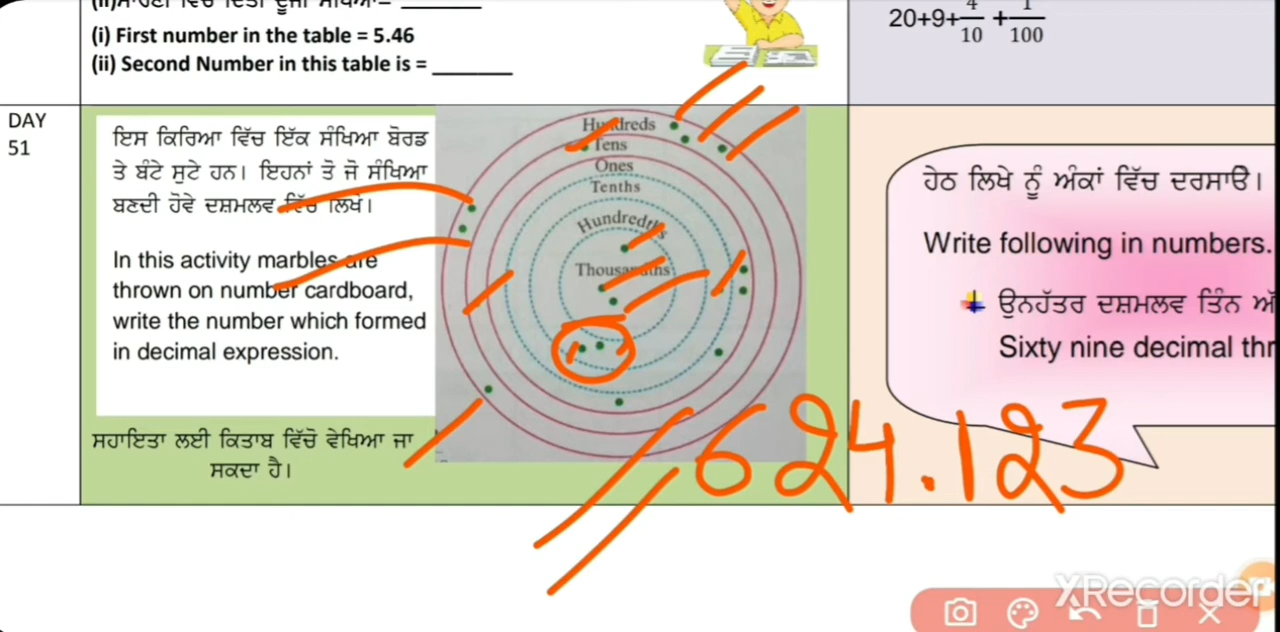 (i) First number in the table = 5.46
(ii) Second Number in this table is = ______
20+9+4/10 +1/100
DAY
51
ਇਸ ਕਿਰਿਆ ਵਿੱਚ ਇੱਕ ਸੰਖਿਆ ਬੋਰਡ
ਤੇ ਬੰਟੇ ਸੁਟੇ ਹਨ। ਇਹਨਾਂ ਤੋ ਜੋ ਸੰਖਿਆ
ਬਣਦੀ ਹੋਵੇ ਦਸ਼ਮਲਵ ਵਿੱਚ ਲਿਖੋ।
In this activity marbles are
thrown on number cardboard,
write the number which formed
in decimal expression.
ਸਹਾਇਤਾ ਲਈ ਕਿਤਾਬ ਵਿੱਚੋ ਵੇਖਿਆ ਜਾ
ਸਕਦਾ ਹੈ।
Hundreds
Tens
Ones
Tenths
Hundredths
Thousandths
624.123
ਹੇਠ ਲਿਖੇ ਨੂੰ ਅੰਕਾਂ ਵਿੱਚ ਦਰਸਾਓ।
Write following in numbers.
ਉਨਹੱਤਰ ਦਸ਼ਮਲਵ ਤਿੰਨ
Sixty nine decimal
XRecorder